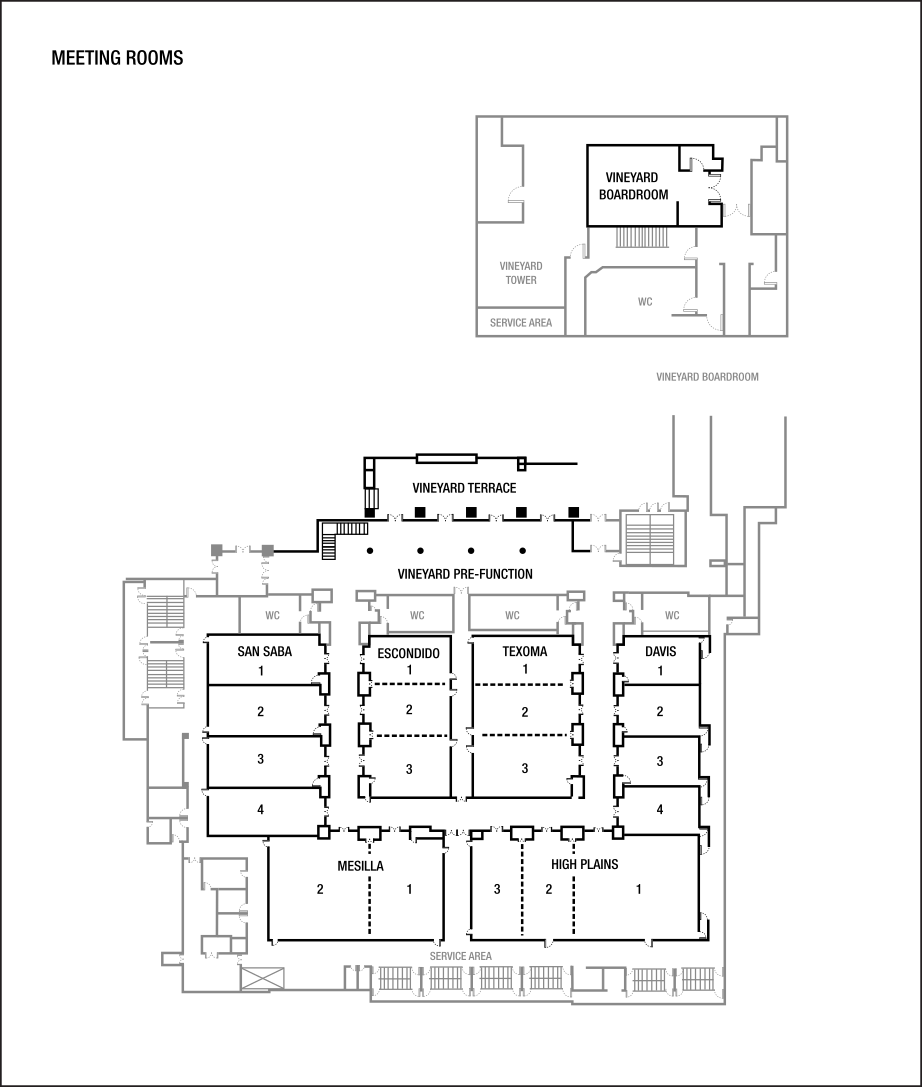 MEETING ROOMS
VINEYARD
BOARDROOM
VINEYARD
TOWER
WC
SERVICE AREA
VINEYARD BOARDROOM
VINEYARD TERRACE
VINEYARD PRE-FUNCTION
WC
WC
WC
WC
SAN SABA
1
2
3
4
ESCONDIDO
1
2
3
TEXOMA
1
2
3
DAVIS
1
2
3
4
MESILLA
2
1
HIGH PLAINS
3
2
1
SERVICE AREA